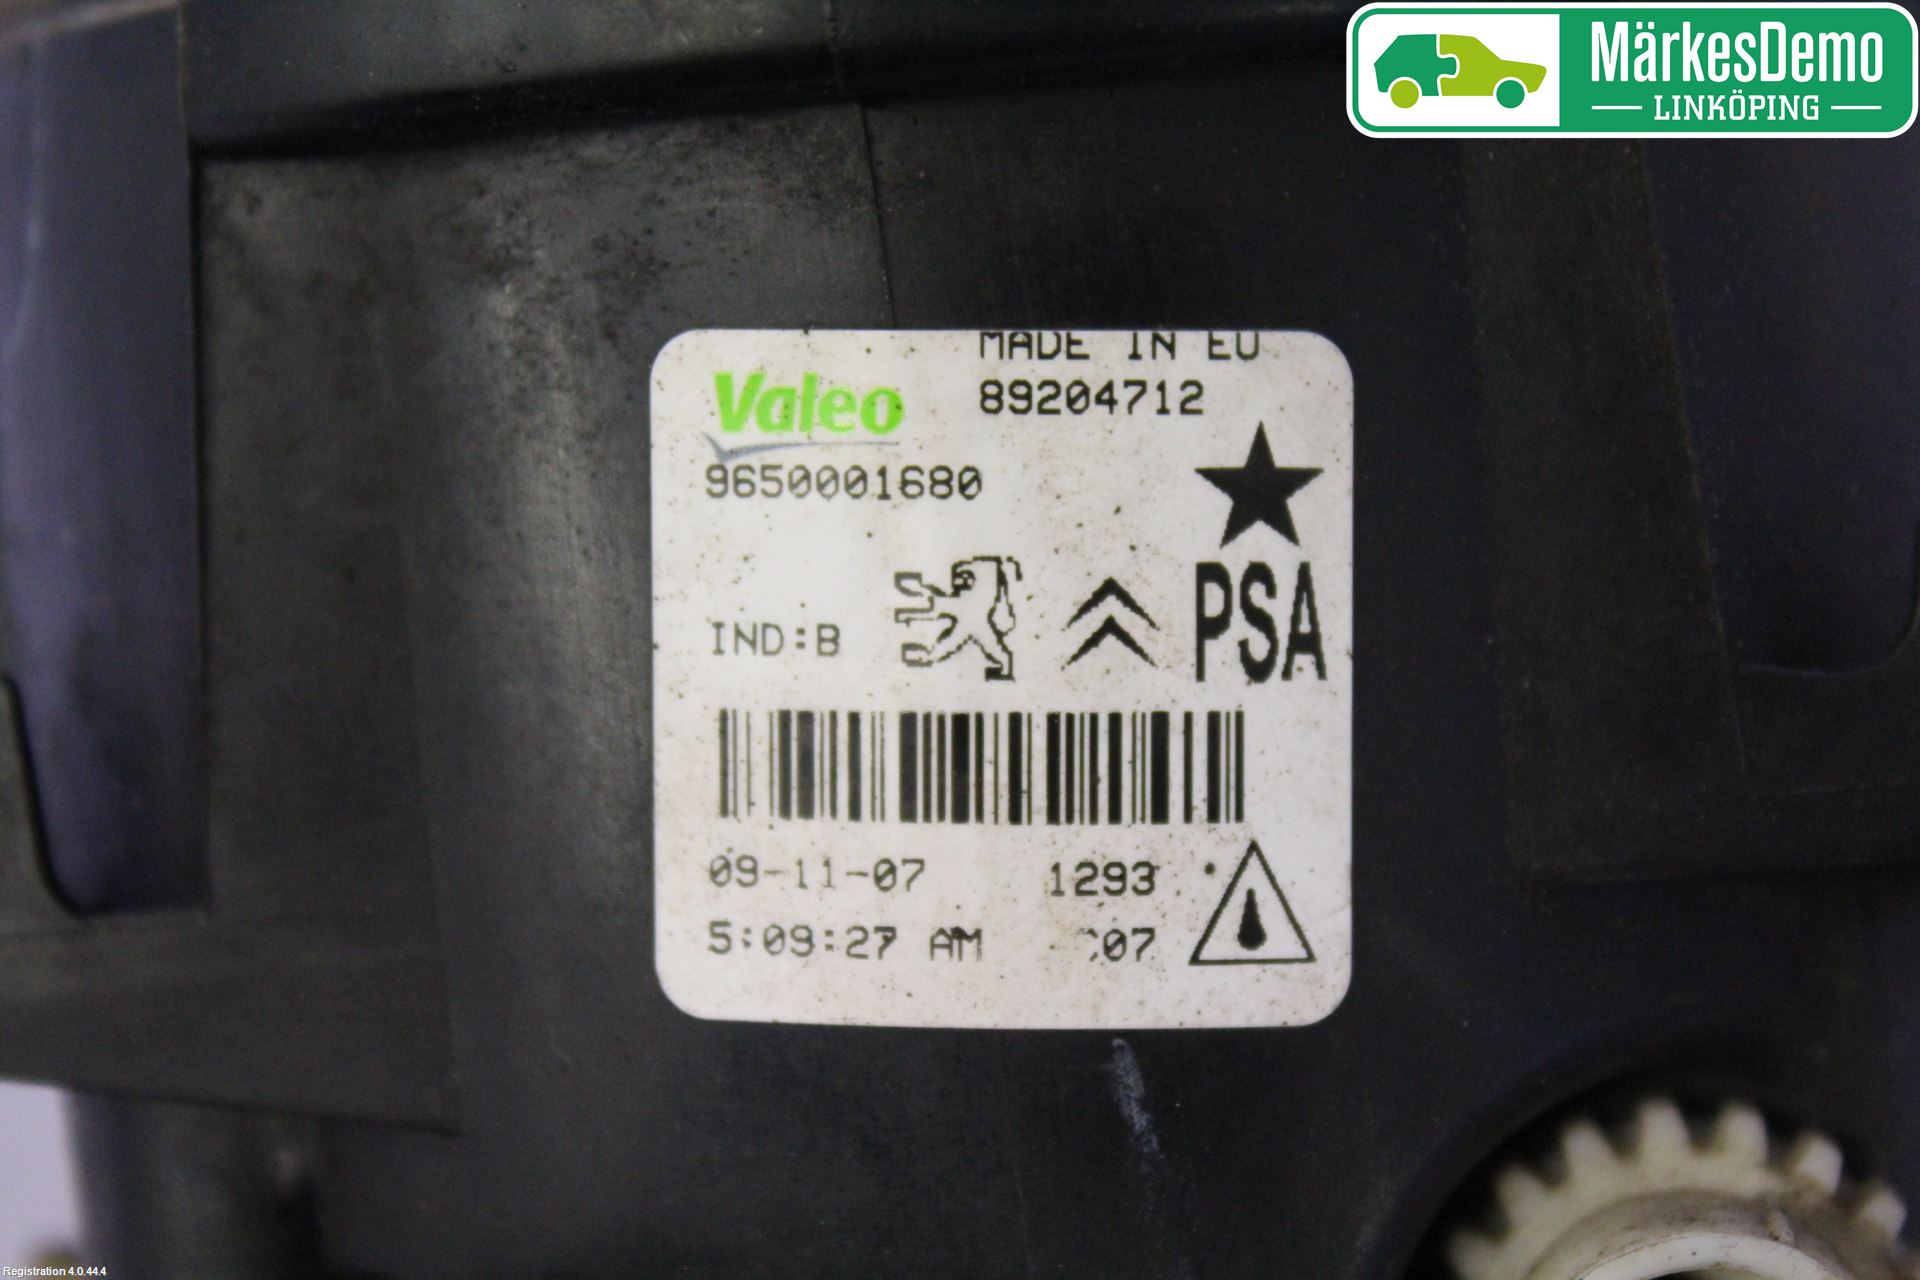 MärkesDemo
LINKÖPING
MADE IN EU
Valeo
89204712
9650001680
IND:B
PSA
09-11-07 1293
5:09:27 AM :07
Registration 4.0.44.4